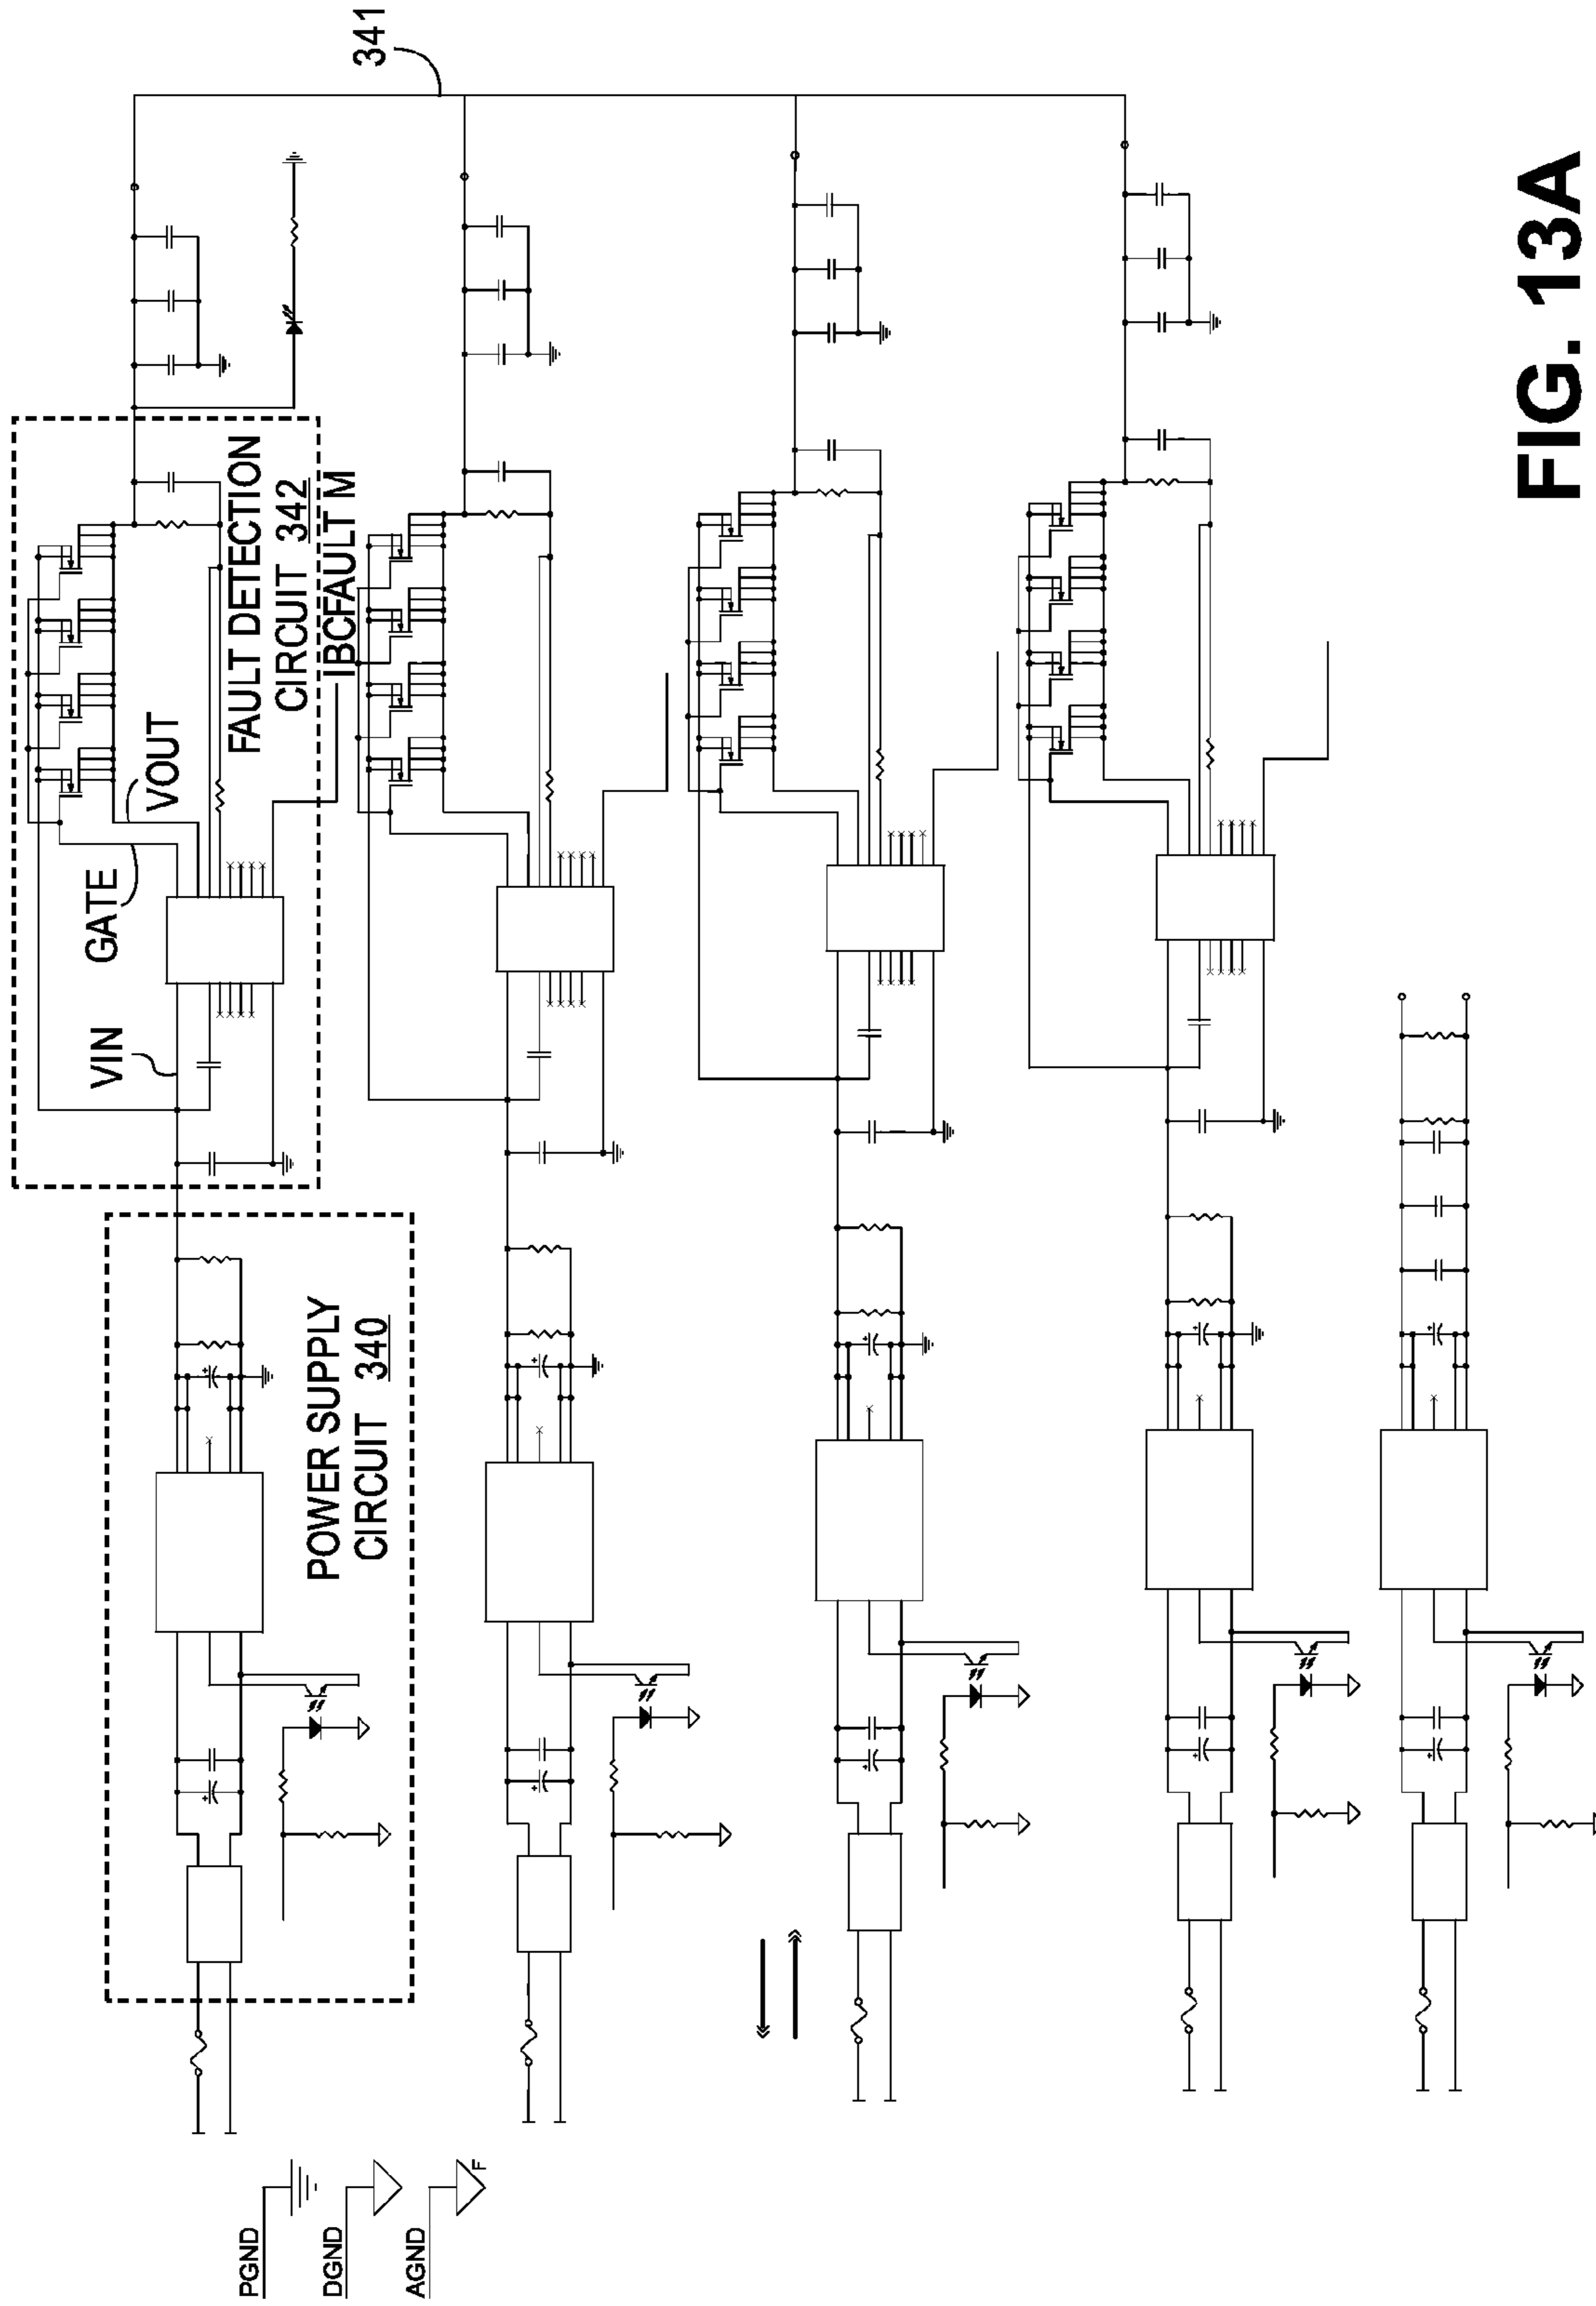 341
FAULT DETECTION
CIRCUIT 342
IBCFAULT M
VOUT
GATE
VIN
POWER SUPPLY
CIRCUIT 340
PGND
DGND
AGND
F
FIG. 13A